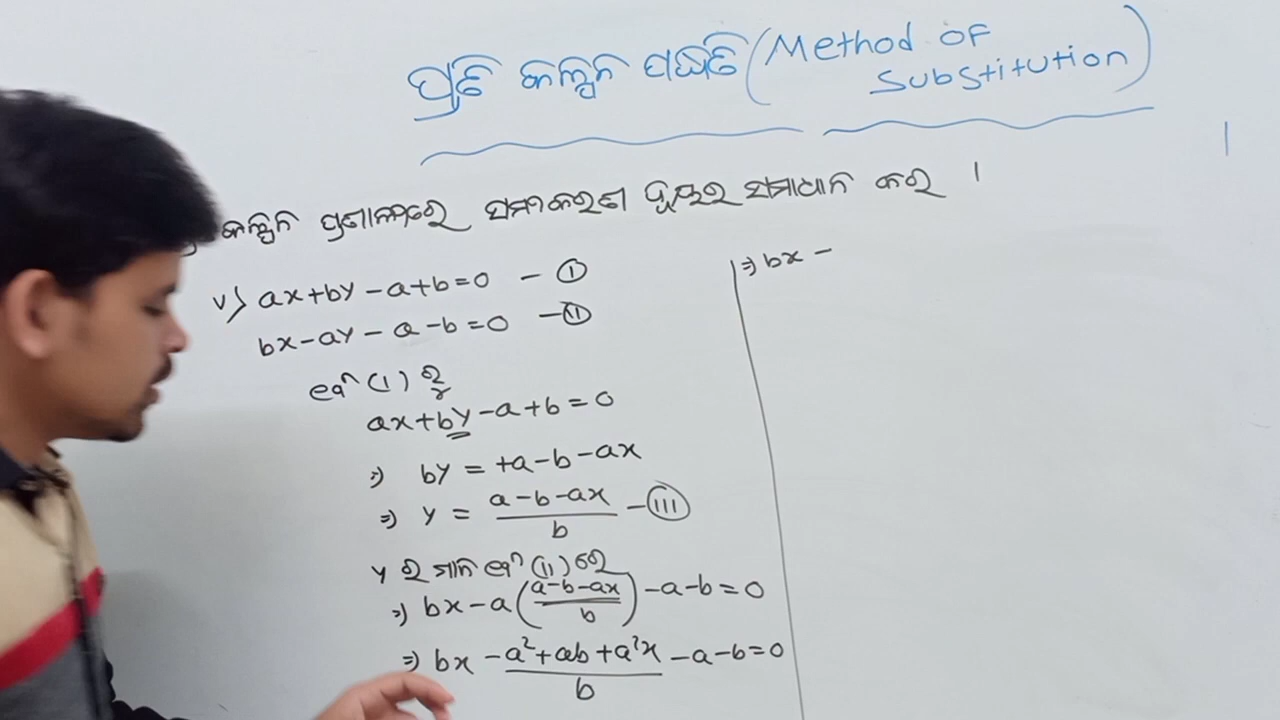 ପ୍ରତି କଳ୍ପନ ପଦ୍ଧତି (Method of Substitution)
କଳ୍ପନ ପ୍ରଣାଳୀରେ ସମୀକରଣ ଦ୍ୱୟର ସମାଧାନ କର ।
v) ax+by-a+b=0 - (i)
bx-ay-a-b=0 - (ii)
eqn (1) ରୁ
ax+by-a+b=0
⇒ by = +a-b-ax
⇒ y = (a-b-ax)/b - (iii)
y ର ମାନ eqn (ii) ରେ
⇒ bx-a((a-b-ax)/b)-a-b=0
⇒ bx (-a²+ab+a²x)/b -a-b=0
⇒ bx -